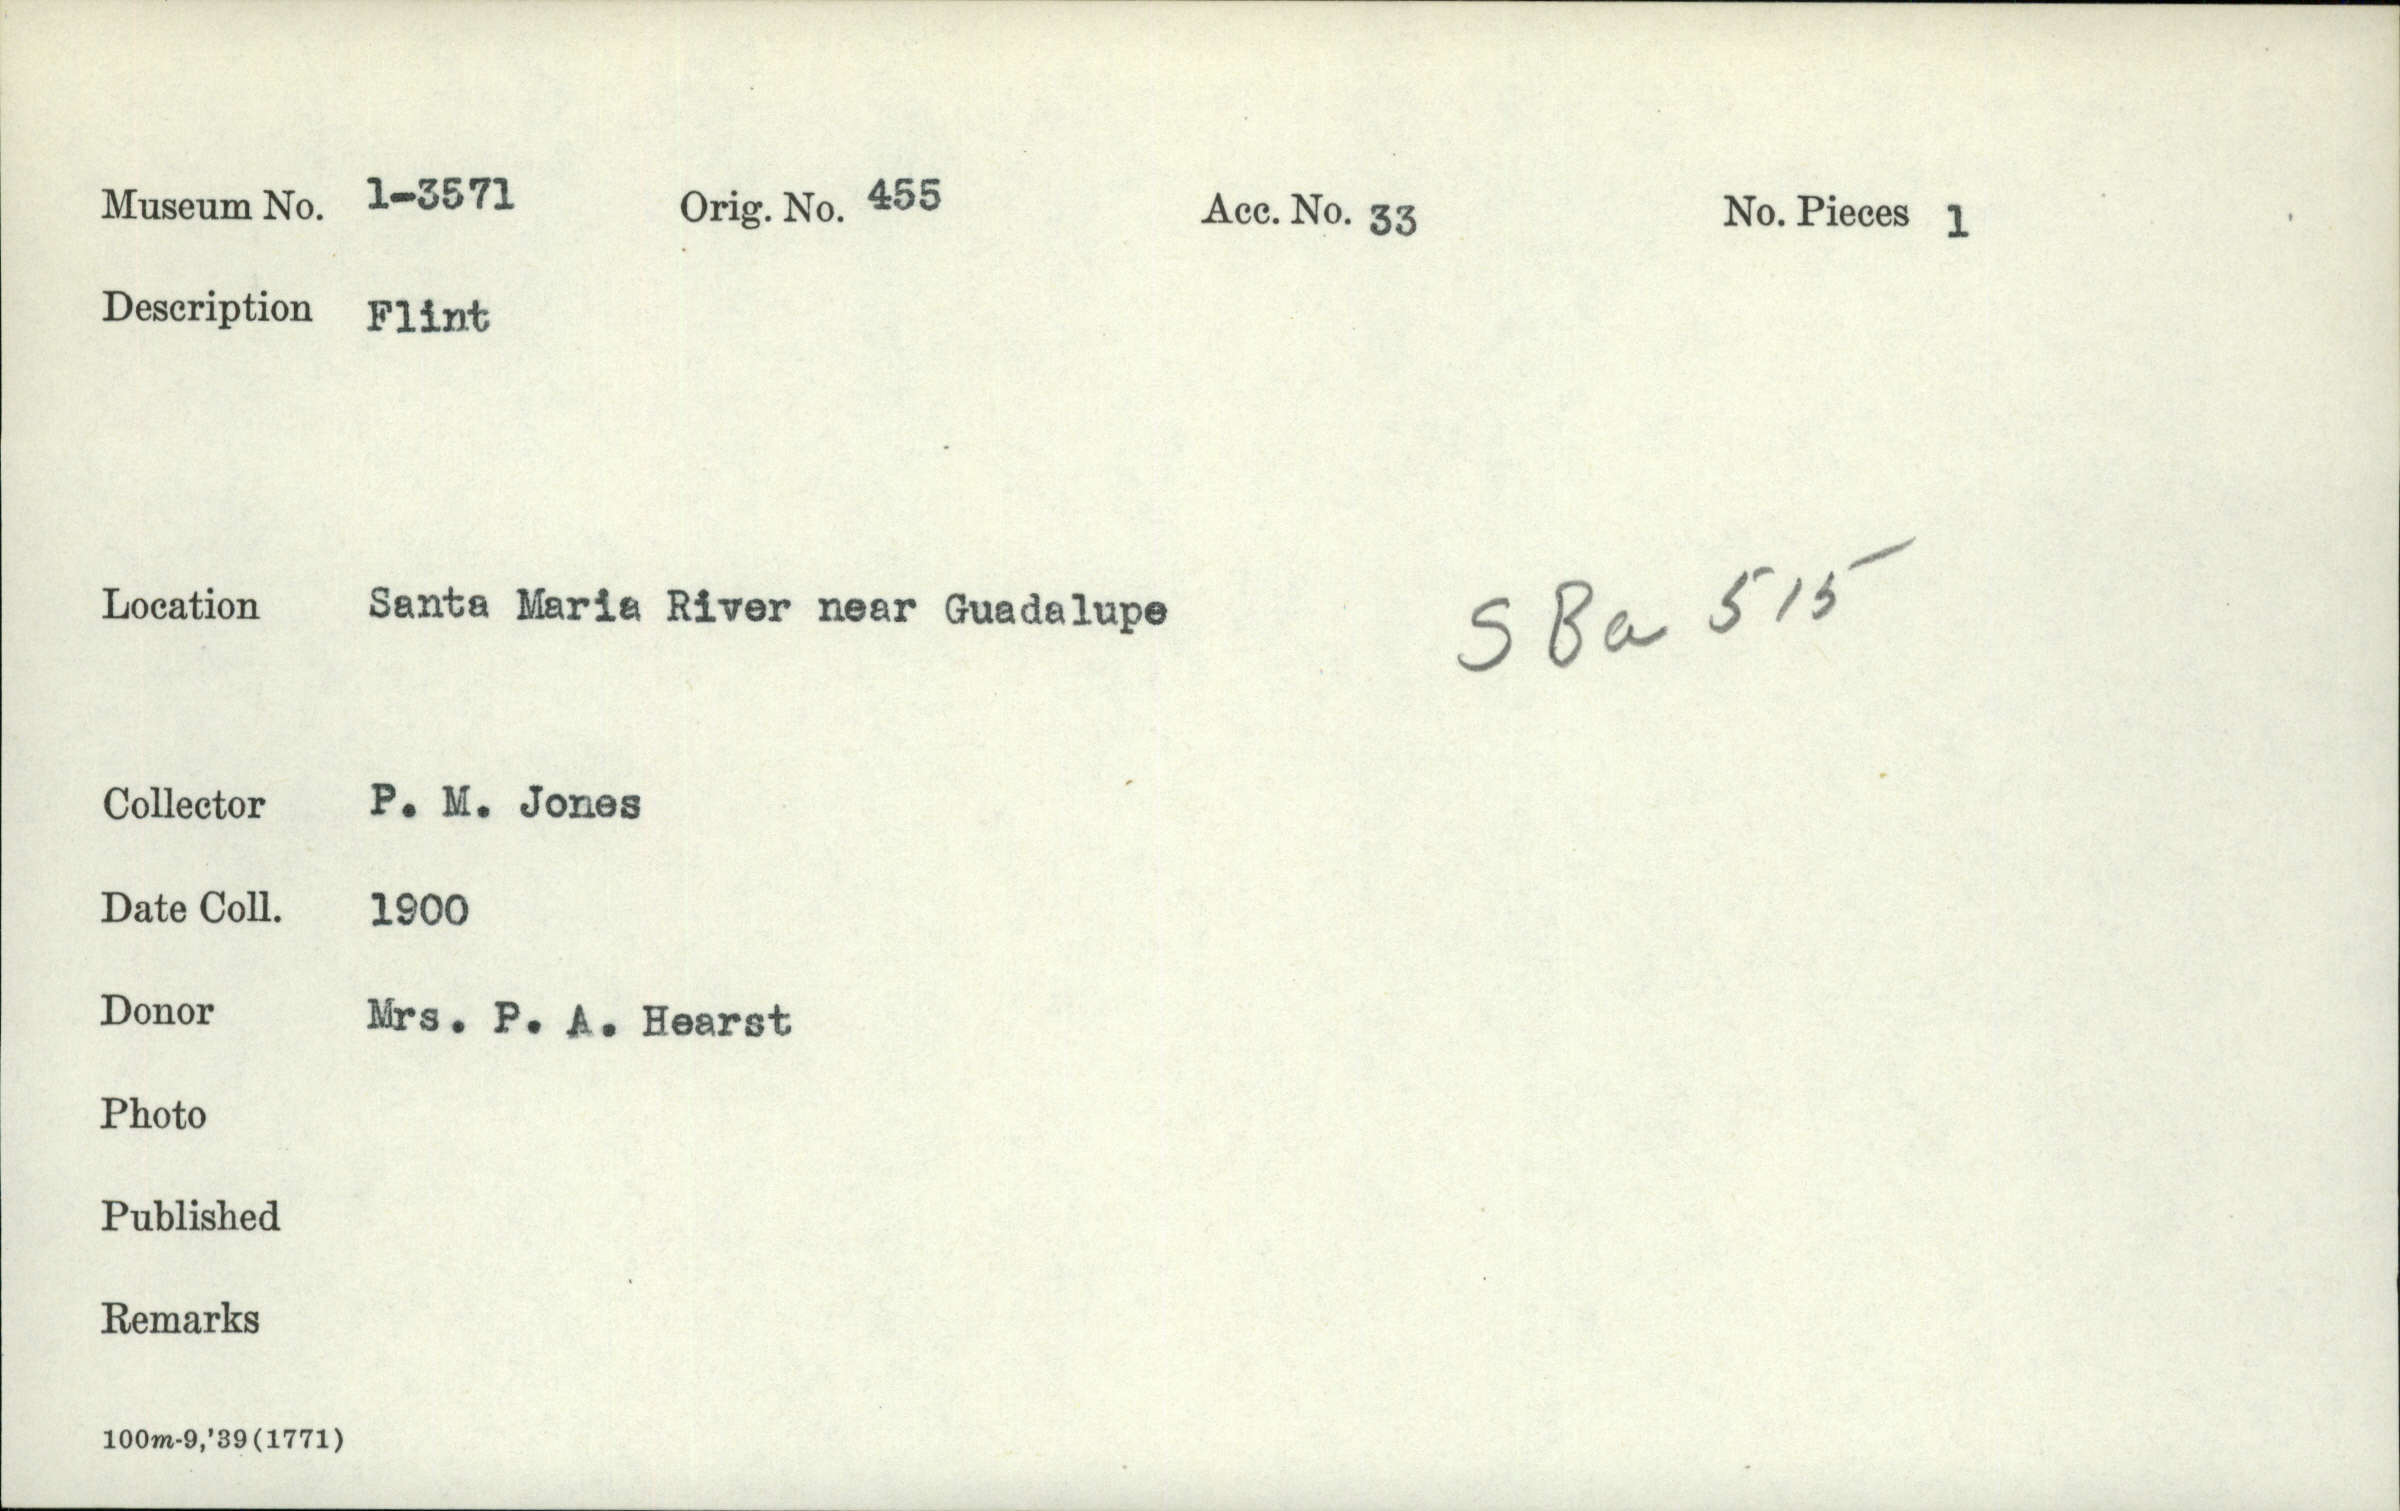 Museum No. 1-3571 Orig. No. 455 Acc. No. 33 No. Pieces 1
Description Flint
Location Santa Maria River near Guadalupe SBa 515
Collector P. M. Jones
Date Coll. 1900
Donor Mrs. P. A. Hearst
Photo
Published
Remarks
100m-9,'39(1771)